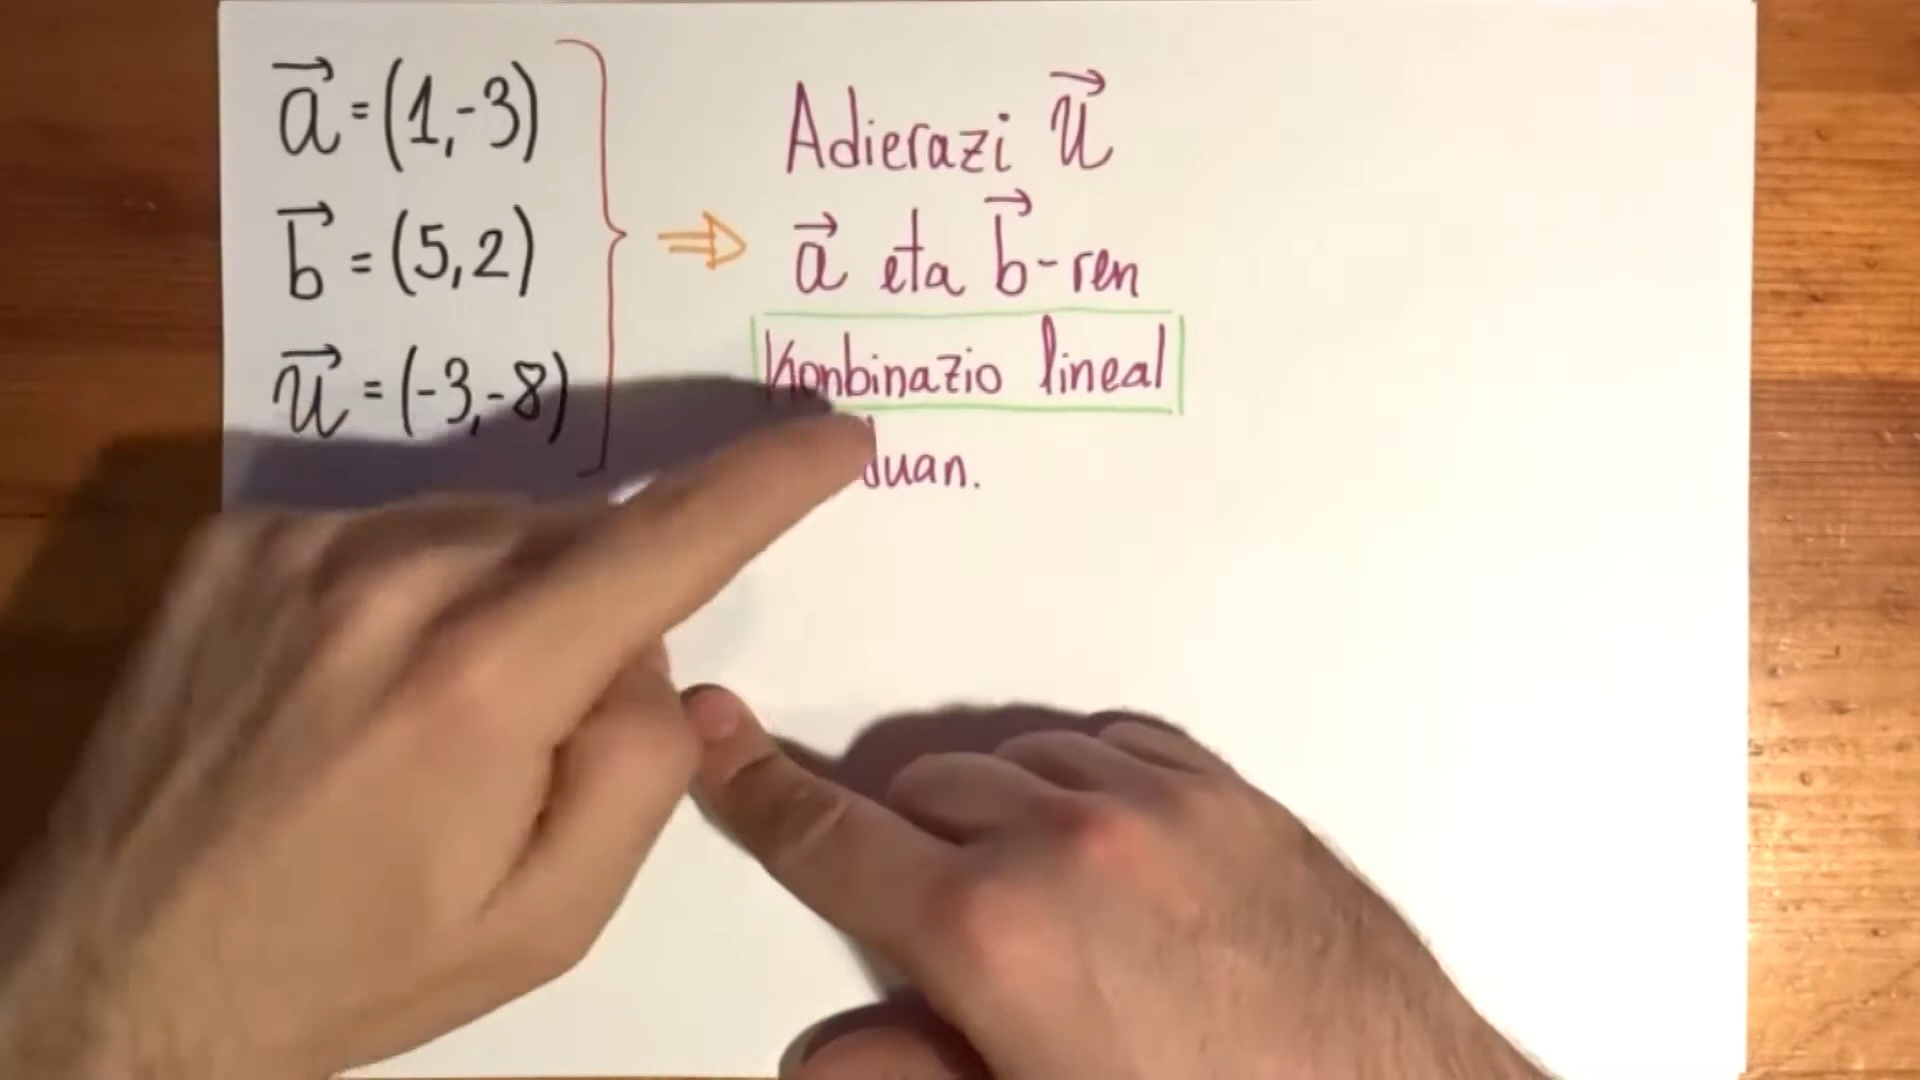 a⃗ = (1,-3)
b⃗ = (5,2)
u⃗ = (-3,-8)
⇒
Adierazi u⃗
a⃗ eta b⃗-ren
Konbinazio lineal